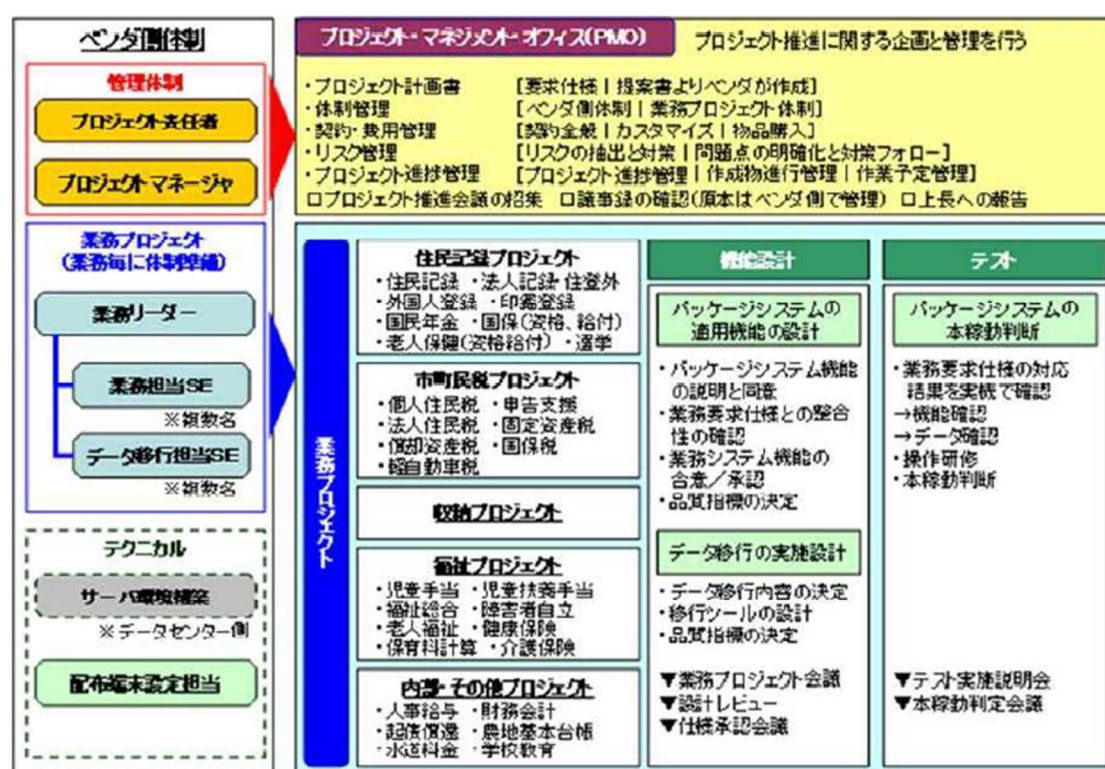 ベンダ側体制
管理体制
プロジェクト責任者
プロジェクトマネージャ
業務プロジェクト
(業務毎に体制準備)
業務リーダー
業務担当SE
※複数名
データ移行担当SE
※複数名
テクニカル
サーバ環境構築
※データセンター側
配布端末設定担当
プロジェクト・マネジメント・オフィス(PMO)
プロジェクト推進に関する企画と管理を行う
・プロジェクト計画書 [要求仕様|提案書よりベンダが作成]
・体制管理 [ベンダ側体制|業務プロジェクト体制]
・契約・費用管理 [契約全般|カスタマイズ|物品購入]
・リスク管理 [リスクの抽出と対策|問題点の明確化と対策フォロー]
・プロジェクト進捗管理 [プロジェクト進捗管理|作成物進行管理|作業予定管理]
□プロジェクト推進会議の招集 □議事録の確認(原本はベンダ側で管理) □上長への報告
業務プロジェクト
住民記録プロジェクト
・住民記録 ・法人記録・住登外
・外国人登録 ・印鑑登録
・国民年金 ・国保(資格、給付)
・老人保健(資格給付) ・選挙
市町民税プロジェクト
・個人住民税 ・申告支援
・法人住民税 ・固定資産税
・償却資産税 ・国保税
・軽自動車税
収納プロジェクト
福祉プロジェクト
・児童手当 ・児童扶養手当
・福祉総合 ・障害者自立
・老人福祉 ・健康保険
・保育料計算 ・介護保険
内部・その他プロジェクト
・人事給与 ・財務会計
・起債償還 ・農地基本台帳
・水道料金 ・学校教育
機能設計
パッケージシステムの
適用機能の設計
・パッケージシステム機能
の説明と同意
・業務要求仕様との整合
性の確認
・業務システム機能の
合意/承認
・品質指標の決定
データ移行の実施設計
・データ移行内容の決定
・移行ツールの設計
・品質指標の決定
▼業務プロジェクト会議
▼設計レビュー
▼仕様承認会議
テスト
パッケージシステムの
本稼動判断
・業務要求仕様の対応
結果を実機で確認
→機能確認
→データ確認
・操作研修
・本稼動判断
▼テスト実施説明会
▼本稼動判定会議